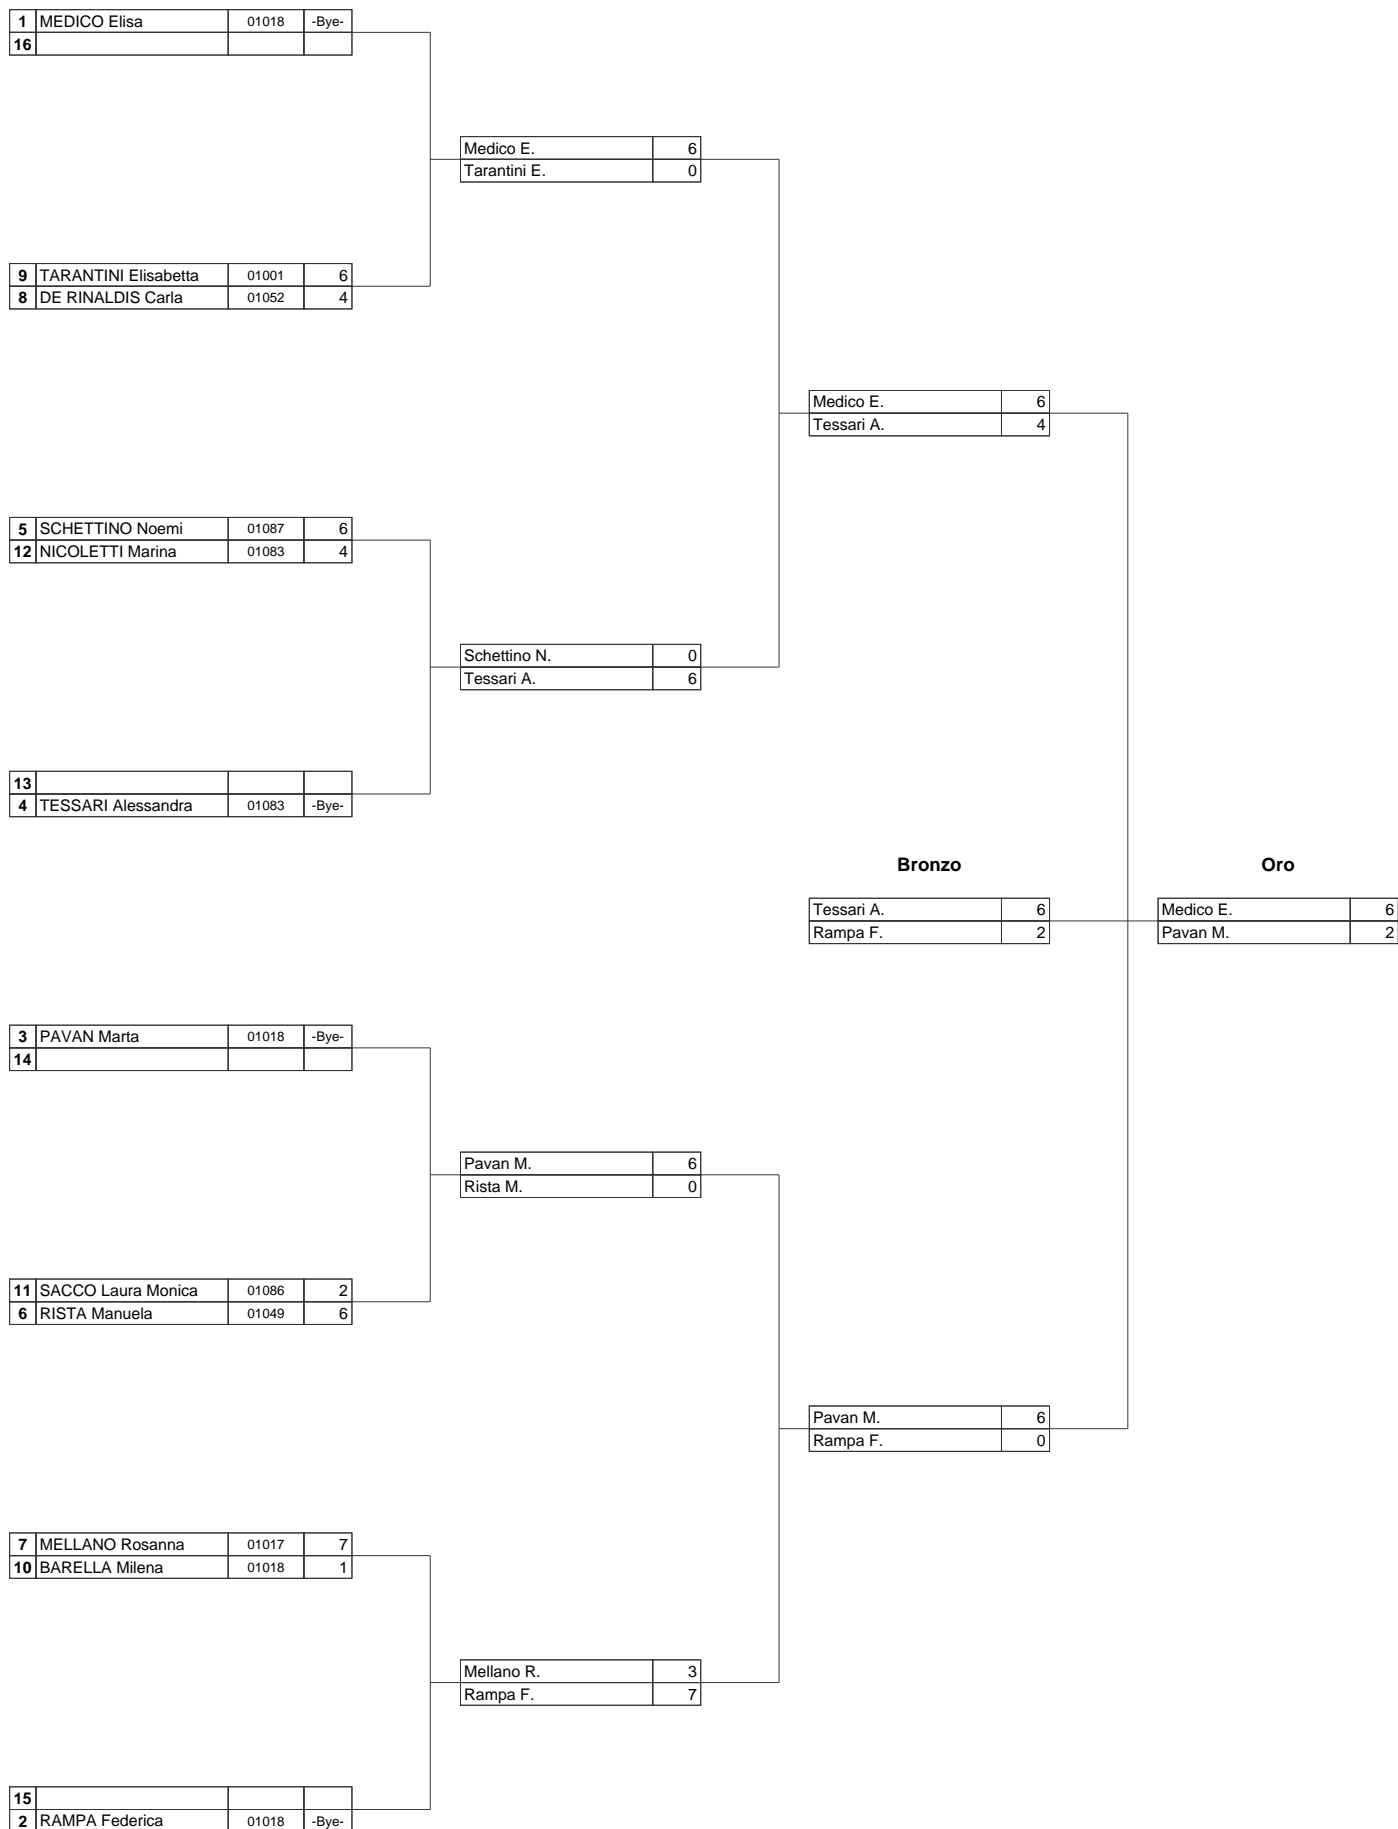 1 MEDICO Elisa 01018 -Bye-
16
Medico E. 6
Tarantini E. 0
9 TARANTINI Elisabetta 01001 6
8 DE RINALDIS Carla 01052 4
Medico E. 6
Tessari A. 4
5 SCHETTINO Noemi 01087 6
12 NICOLETTI Marina 01083 4
Schettino N. 0
Tessari A. 6
13
4 TESSARI Alessandra 01083 -Bye-
Bronzo Oro
Tessari A. 6 Medico E. 6
Rampa F. 2 Pavan M. 2
3 PAVAN Marta 01018 -Bye-
14
Pavan M. 6
Rista M. 0
11 SACCO Laura Monica 01086 2
6 RISTA Manuela 01049 6
Pavan M. 6
Rampa F. 0
7 MELLANO Rosanna 01017 7
10 BARELLA Milena 01018 1
Mellano R. 3
Rampa F. 7
15
2 RAMPA Federica 01018 -Bye-